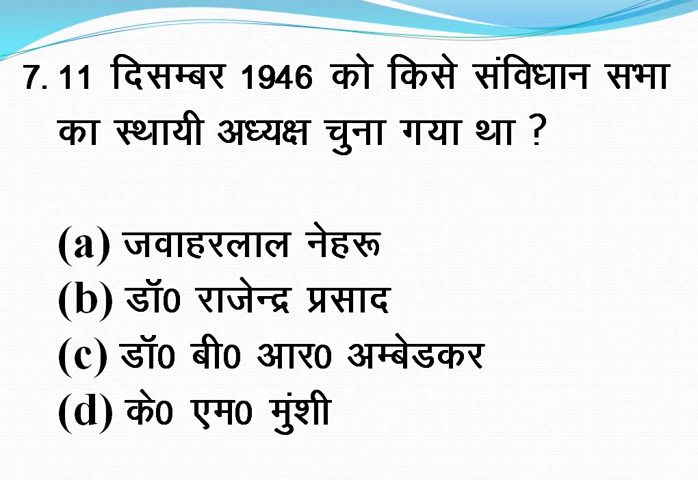 7. 11 दिसम्बर 1946 को किसे संविधान सभा
का स्थायी अध्यक्ष चुना गया था ?
(a) जवाहरलाल नेहरू
(b) डॉ0 राजेन्द्र प्रसाद
(c) डॉ0 बी0 आर0 अम्बेडकर
(d) के0 एम0 मुंशी